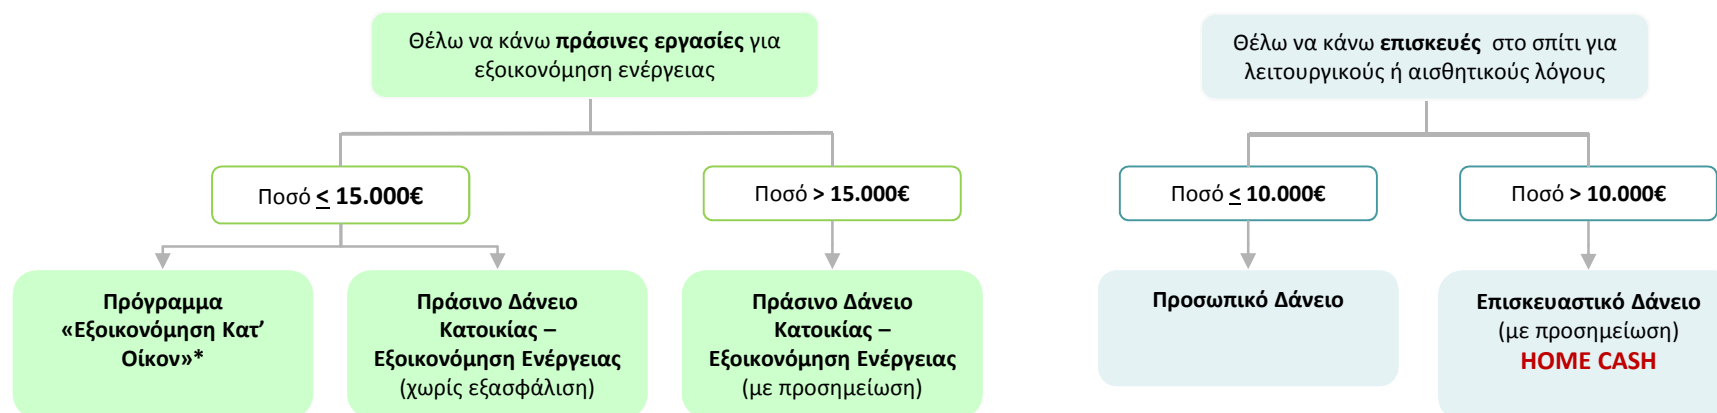 Θέλω να κάνω πράσινες εργασίες για
εξοικονόμηση ενέργειας
Θέλω να κάνω επισκευές στο σπίτι για
λειτουργικούς ή αισθητικούς λόγους
Ποσό < 15.000€
Ποσό > 15.000€
Ποσό < 10.000€
Ποσό > 10.000€
Πρόγραμμα
«Εξοικονόμηση Κατ’
Οίκον»*
Πράσινο Δάνειο
Κατοικίας –
Εξοικονόμηση Ενέργειας
(χωρίς εξασφάλιση)
Πράσινο Δάνειο
Κατοικίας –
Εξοικονόμηση Ενέργειας
(με προσημείωση)
Προσωπικό Δάνειο
Επισκευαστικό Δάνειο
(με προσημείωση)
HOME CASH